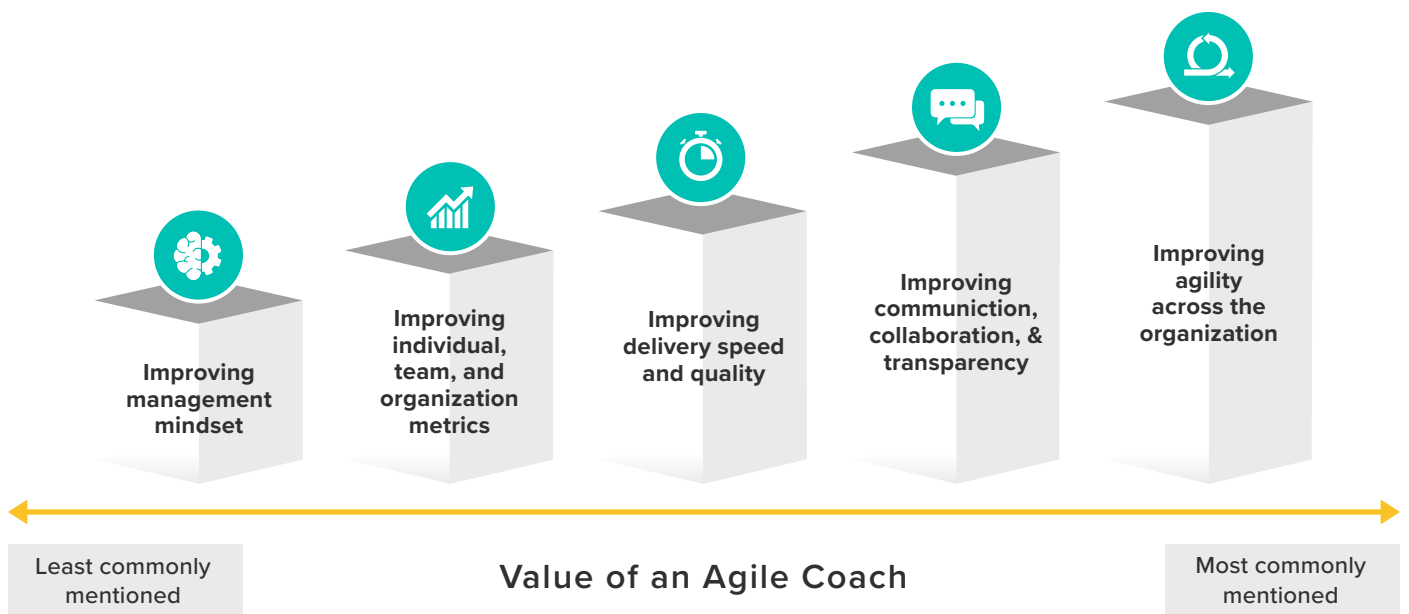 Improving
management
mindset
Improving
individual,
team, and
organization
metrics
Improving
delivery speed
and quality
Improving
communiction,
collaboration, &
transparency
Improving
agility
across the
organization
Least commonly
mentioned
Value of an Agile Coach
Most commonly
mentioned